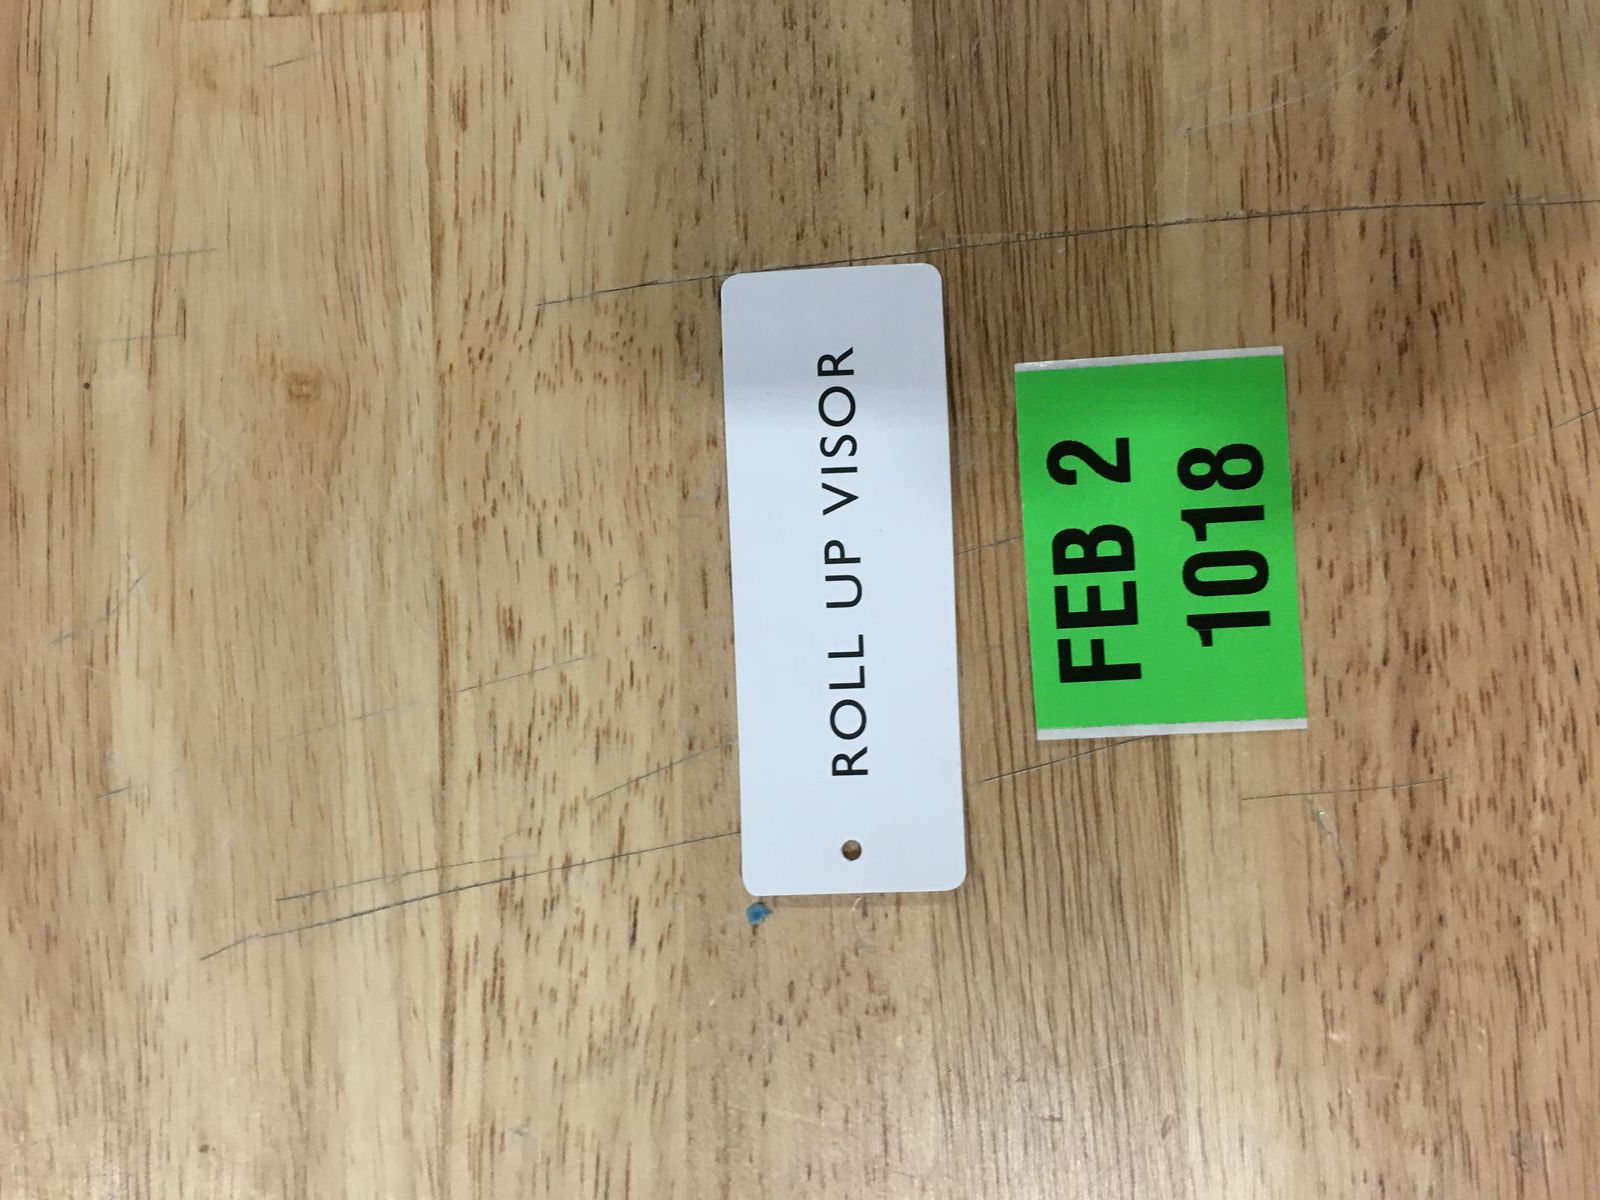 ROLL UP VISOR
FEB 2
1018